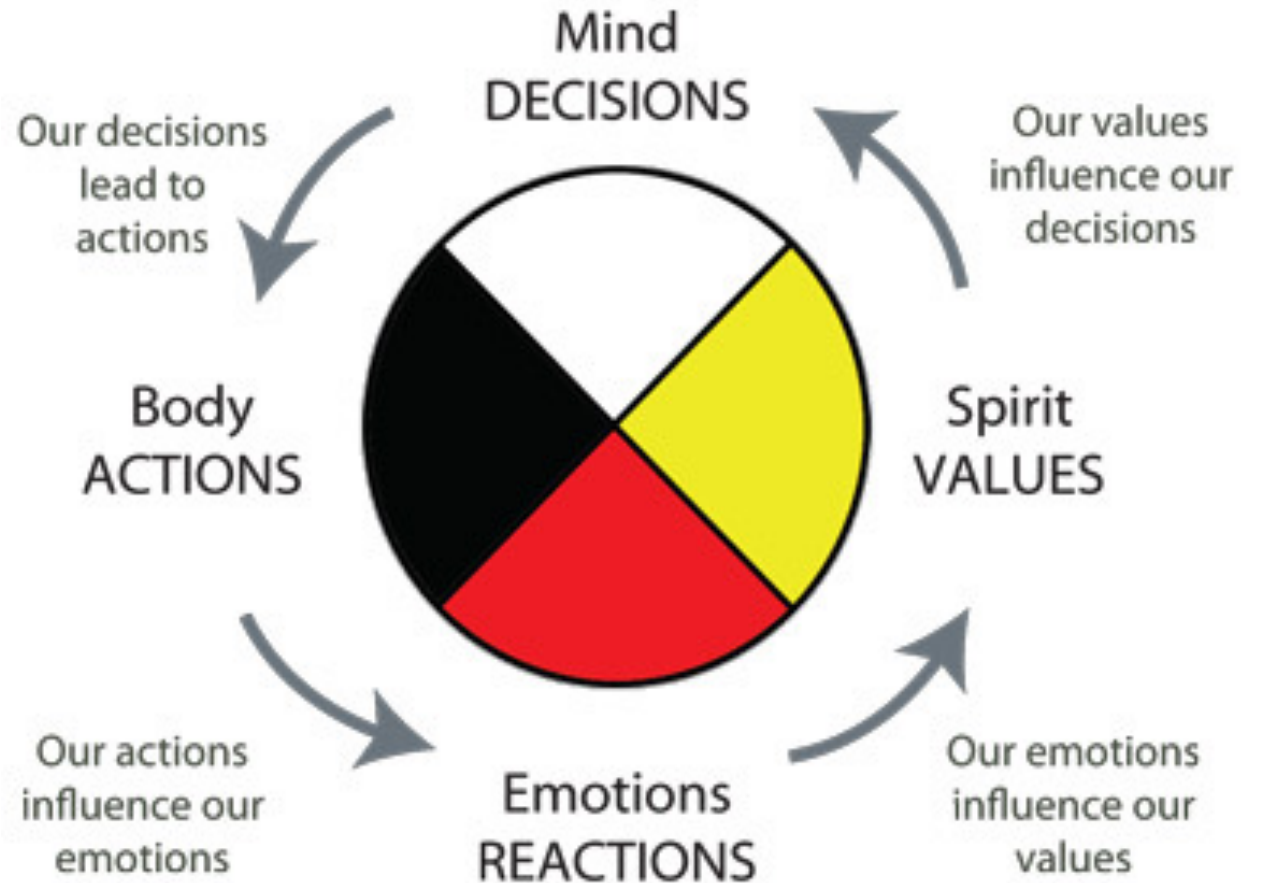 Mind
DECISIONS
Our decisions
lead to
actions
Our values
influence our
decisions
Body
ACTIONS
Spirit
VALUES
Our actions
influence our
emotions
Emotions
REACTIONS
Our emotions
influence our
values